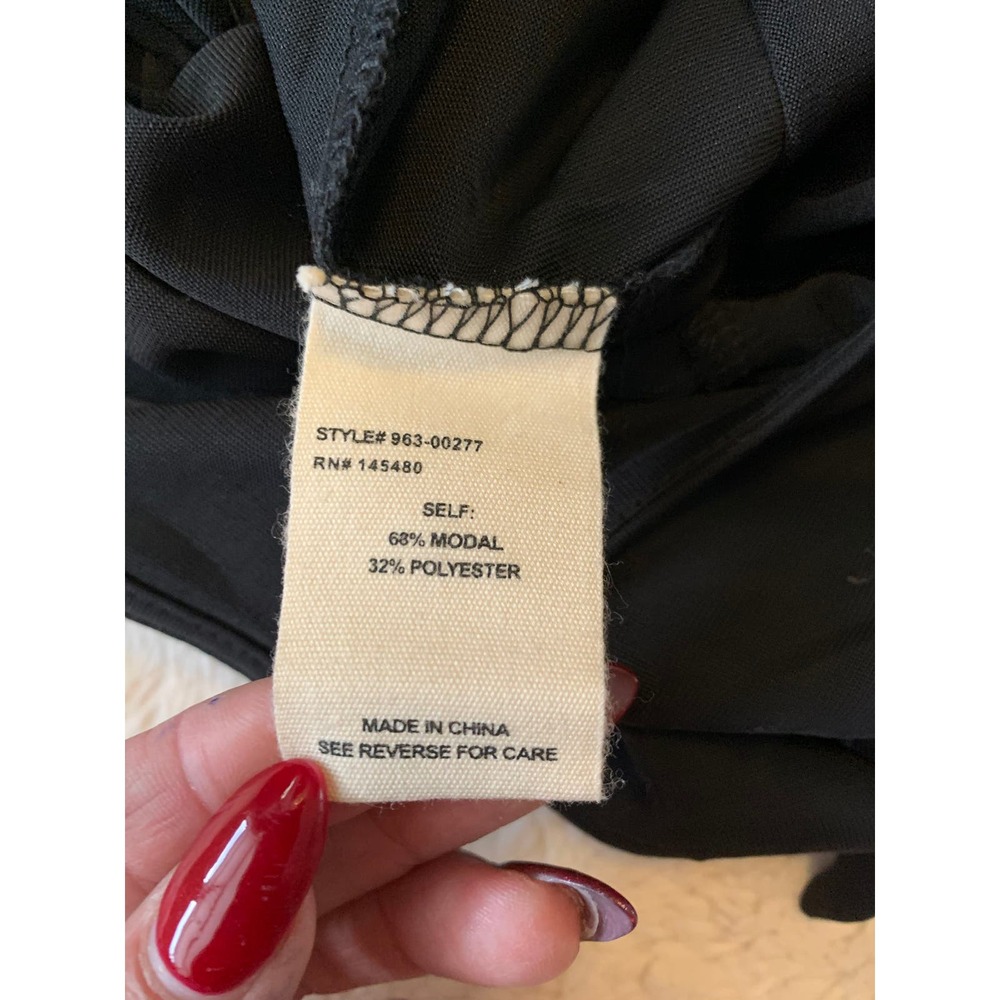 STYLE# 963-00277
RN# 145480
SELF:
68% MODAL
32% POLYESTER
MADE IN CHINA
SEE REVERSE FOR CARE